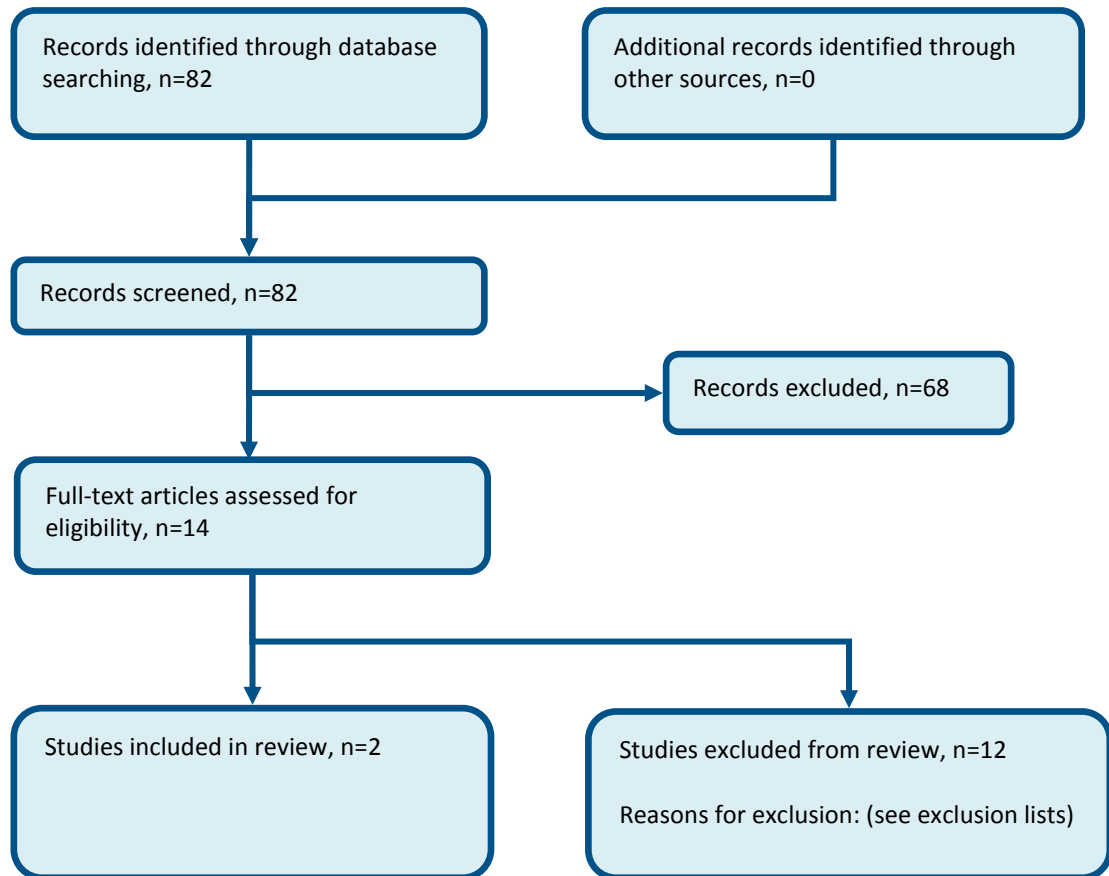 Records identified through database
searching, n=82
Additional records identified through
other sources, n=0
Records screened, n=82
Records excluded, n=68
Full-text articles assessed for
eligibility, n=14
Studies included in review, n=2
Studies excluded from review, n=12
Reasons for exclusion: (see exclusion lists)